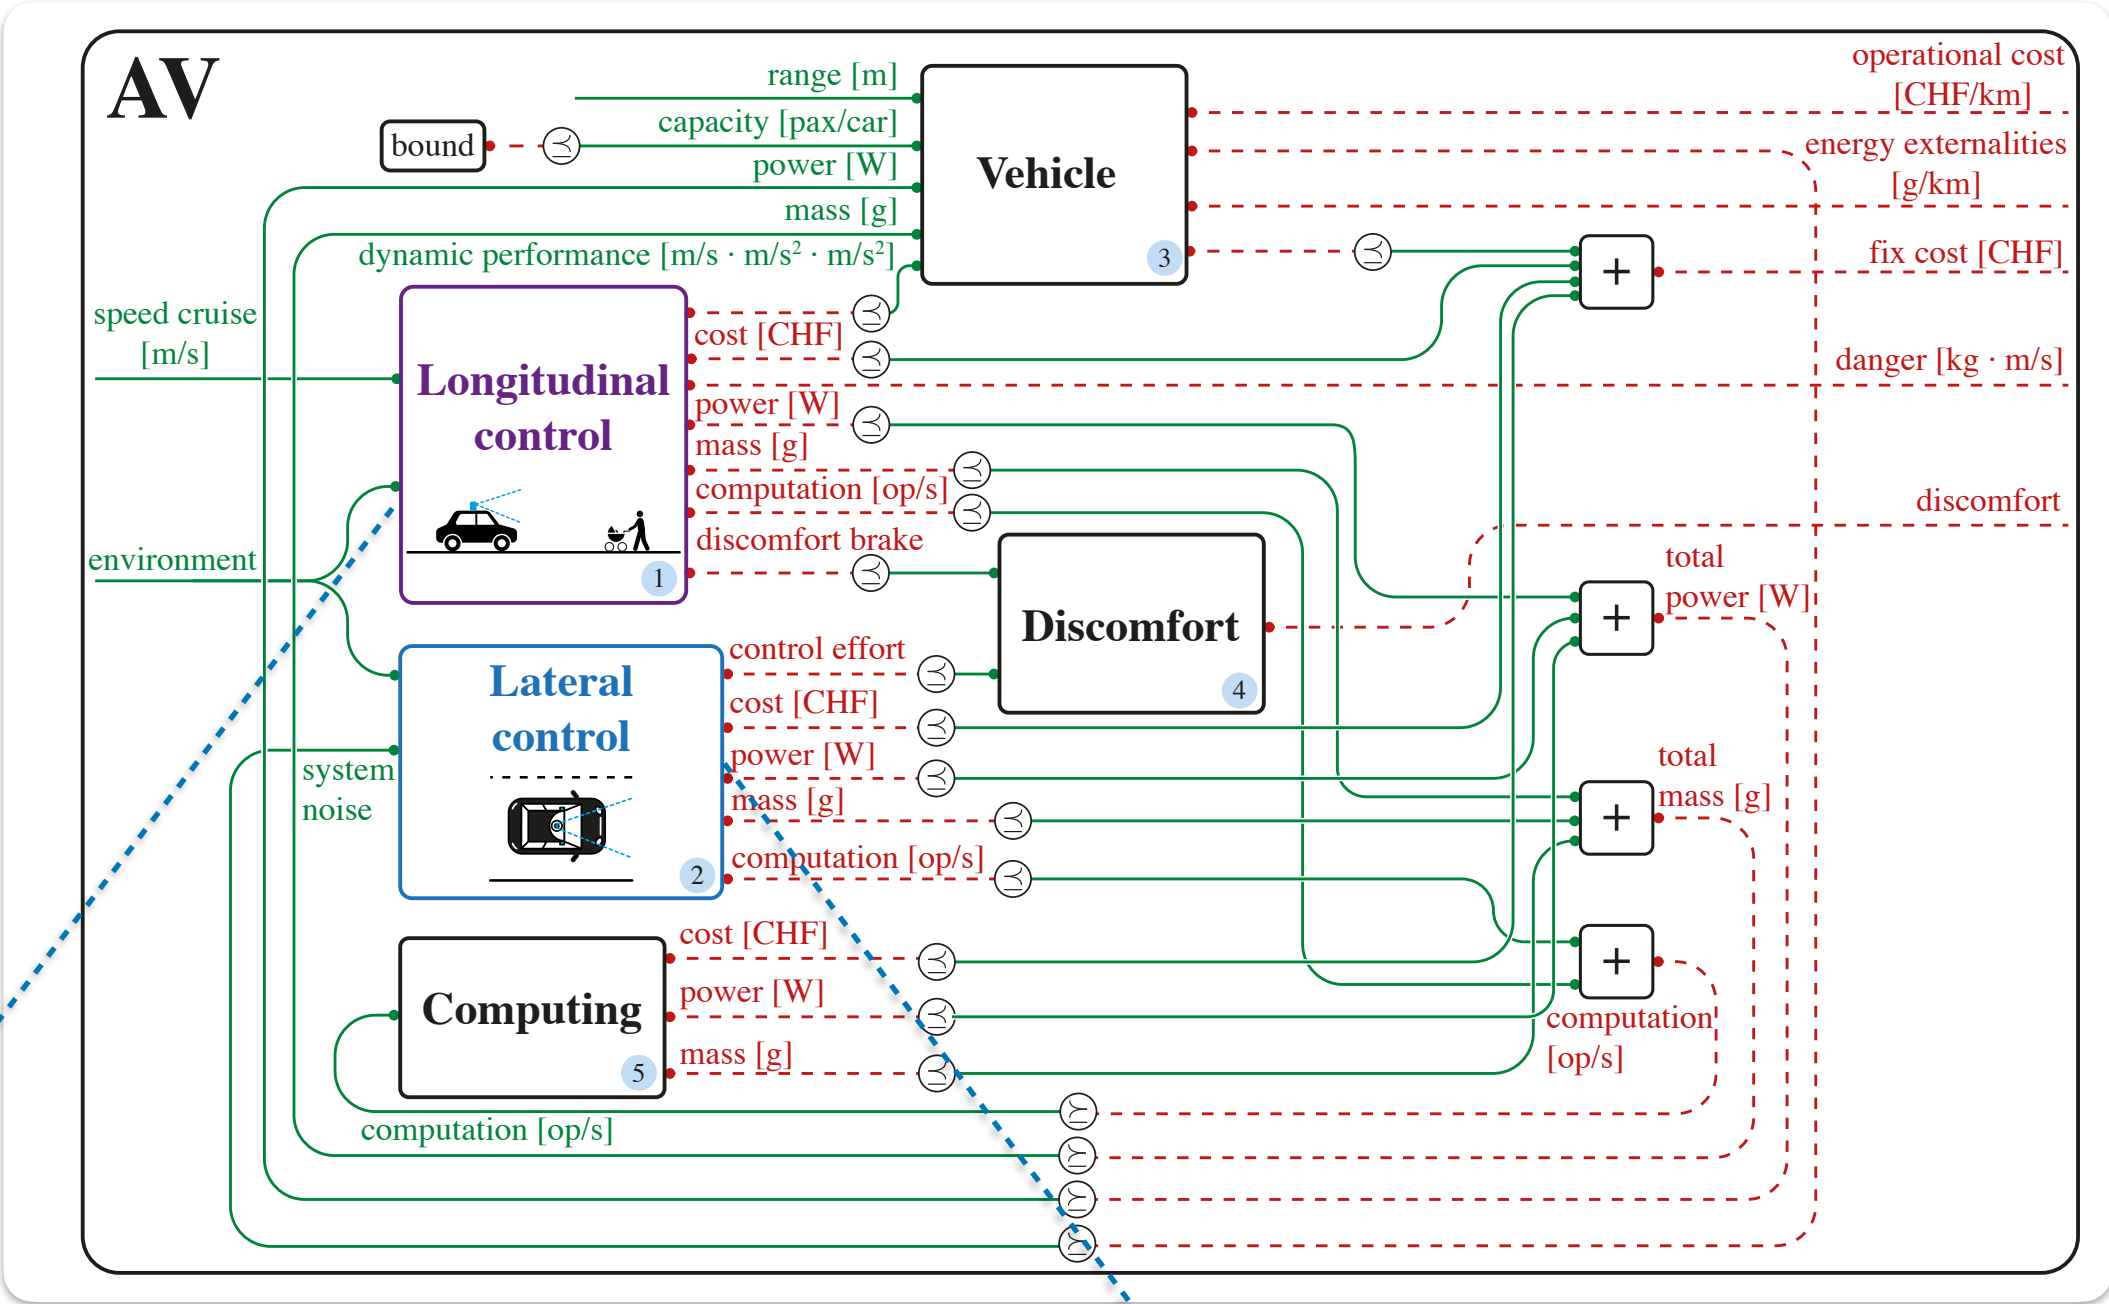 AV
range [m]
capacity [pax/car]
bound
power [W]
mass [g]
dynamic performance [m/s · m/s² · m/s²]
Vehicle
3
operational cost
[CHF/km]
energy externalities
[g/km]
+
fix cost [CHF]
speed cruise
[m/s]
Longitudinal
control
1
cost [CHF]
danger [kg · m/s]
power [W]
mass [g]
computation [op/s]
discomfort brake
discomfort
environment
Discomfort
4
total
power [W]
+
Lateral
control
2
control effort
cost [CHF]
power [W]
mass [g]
computation [op/s]
system
noise
total
mass [g]
+
Computing
5
cost [CHF]
power [W]
mass [g]
+
computation
[op/s]
computation [op/s]